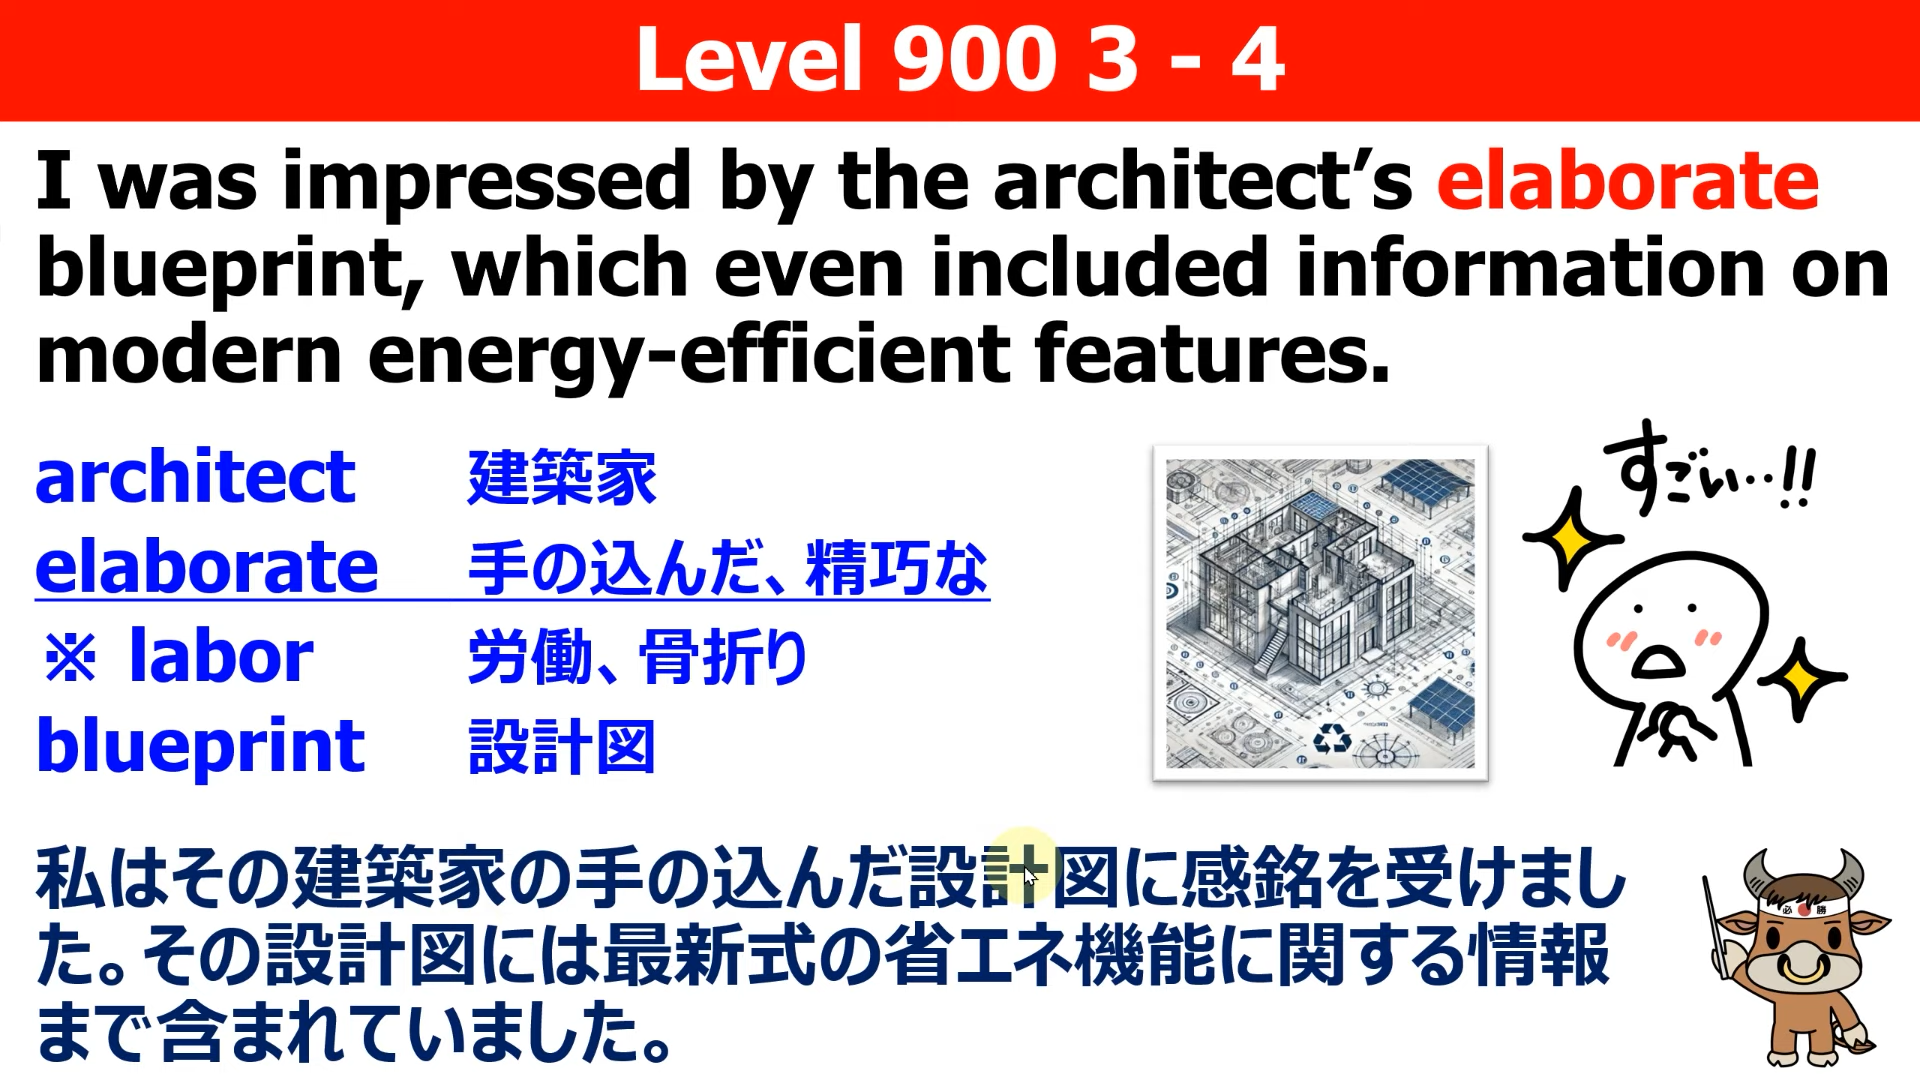 Level 900 3 - 4
I was impressed by the architect’s elaborate
blueprint, which even included information on
modern energy-efficient features.
architect 建築家
elaborate 手の込んだ、精巧な
※ labor 労働、骨折り
blueprint 設計図
すごい‥!!
私はその建築家の手の込んだ設計図に感銘を受けまし
た。その設計図には最新式の省エネ機能に関する情報
まで含まれていました。
必勝